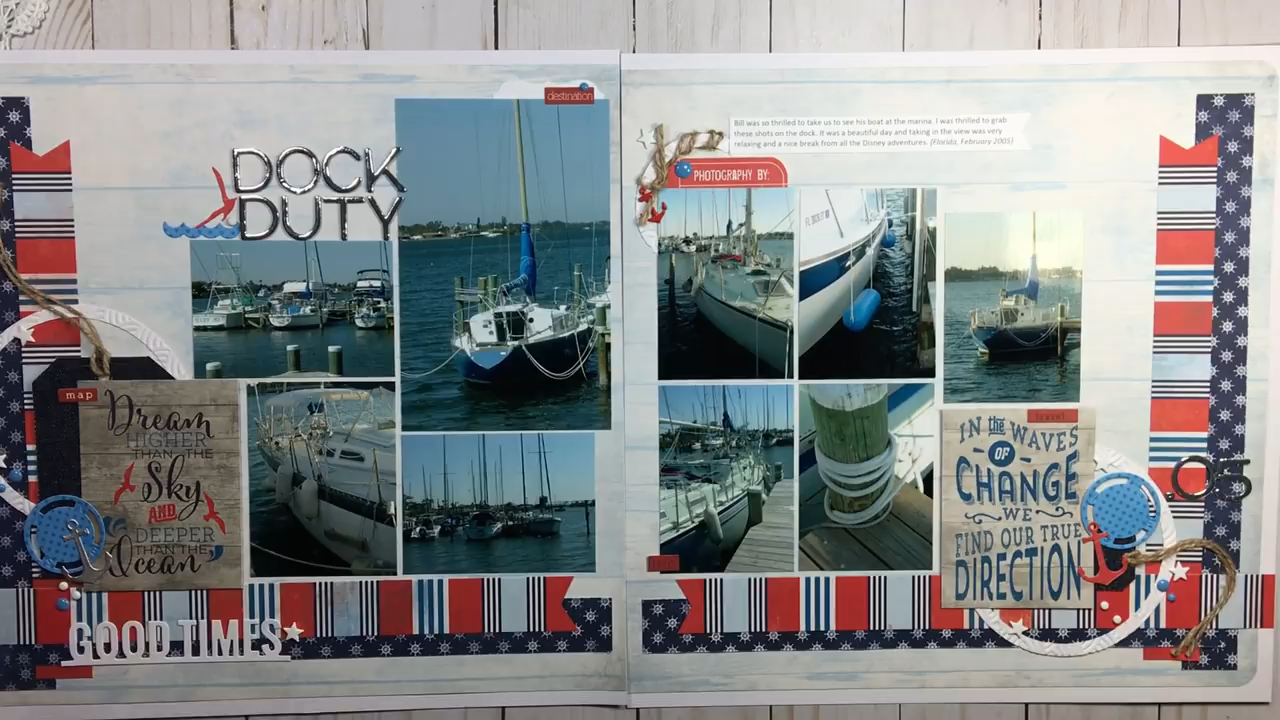 destination
DOCK
DUTY
map
Dream
HIGHER
THAN THE
Sky
AND
DEEPER
THAN THE
Ocean
GOOD TIMES
Bill was so thrilled to take us to see his boat at the marina. I was thrilled to grab
these shots on the dock. It was a beautiful day and taking in the view was very
relaxing and a nice break from all the Disney adventures. (Florida, February 2005)
PHOTOGRAPHY BY:
travel
IN the WAVES
OF
CHANGE
WE
FIND OUR TRUE
DIRECTION
.05